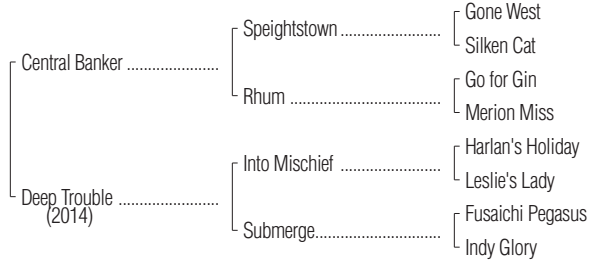 Gone West
Speightstown ....................
Silken Cat
Central Banker ....................
Go for Gin
Rhum ....................
Merion Miss
Harlan's Holiday
Into Mischief ....................
Leslie's Lady
Deep Trouble ....................
(2014)
Fusaichi Pegasus
Submerge....................
Indy Glory